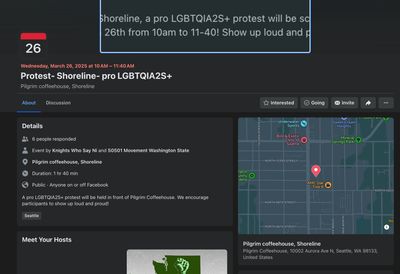 Shoreline, a pro LGBTQIA2S+ protest will be sc
26th from 10am to 11-40! Show up loud and p
26
Wednesday, March 26, 2025 at 10 AM – 11:40 AM
Protest- Shoreline- pro LGBTQIA2S+
Pilgrim coffeehouse, Shoreline
About
Discussion
Interested
Going
Invite
Details
6 people responded
Event by Knights Who Say Ni and 50501 Movement Washington State
Pilgrim coffeehouse, Shoreline
Duration: 1 hr 40 min
Public · Anyone on or off Facebook
A pro LGBTQIA2S+ protest will be held in front of Pilgrim Coffeehouse. We encourage
participants to show up loud and proud!
Seattle
Pilgrim coffeehouse, Shoreline
Pilgrim Coffeehouse, 10002 Aurora Ave N, Seattle, WA 98133,
United States
Meet Your Hosts